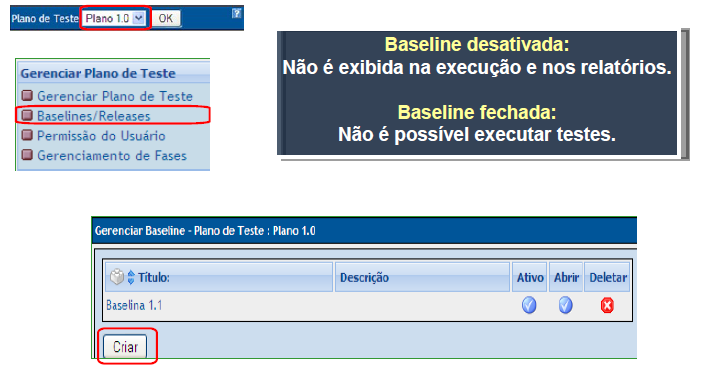 Plano de Teste Plano 1.0 OK ?
Gerenciar Plano de Teste
Gerenciar Plano de Teste
Baselines/Releases
Permissão do Usuário
Gerenciamento de Fases
Baseline desativada:
Não é exibida na execução e nos relatórios.
Baseline fechada:
Não é possível executar testes.
Gerenciar Baseline - Plano de Teste : Plano 1.0
Título: Descrição Ativo Abrir Deletar
Baselina 1.1
Criar